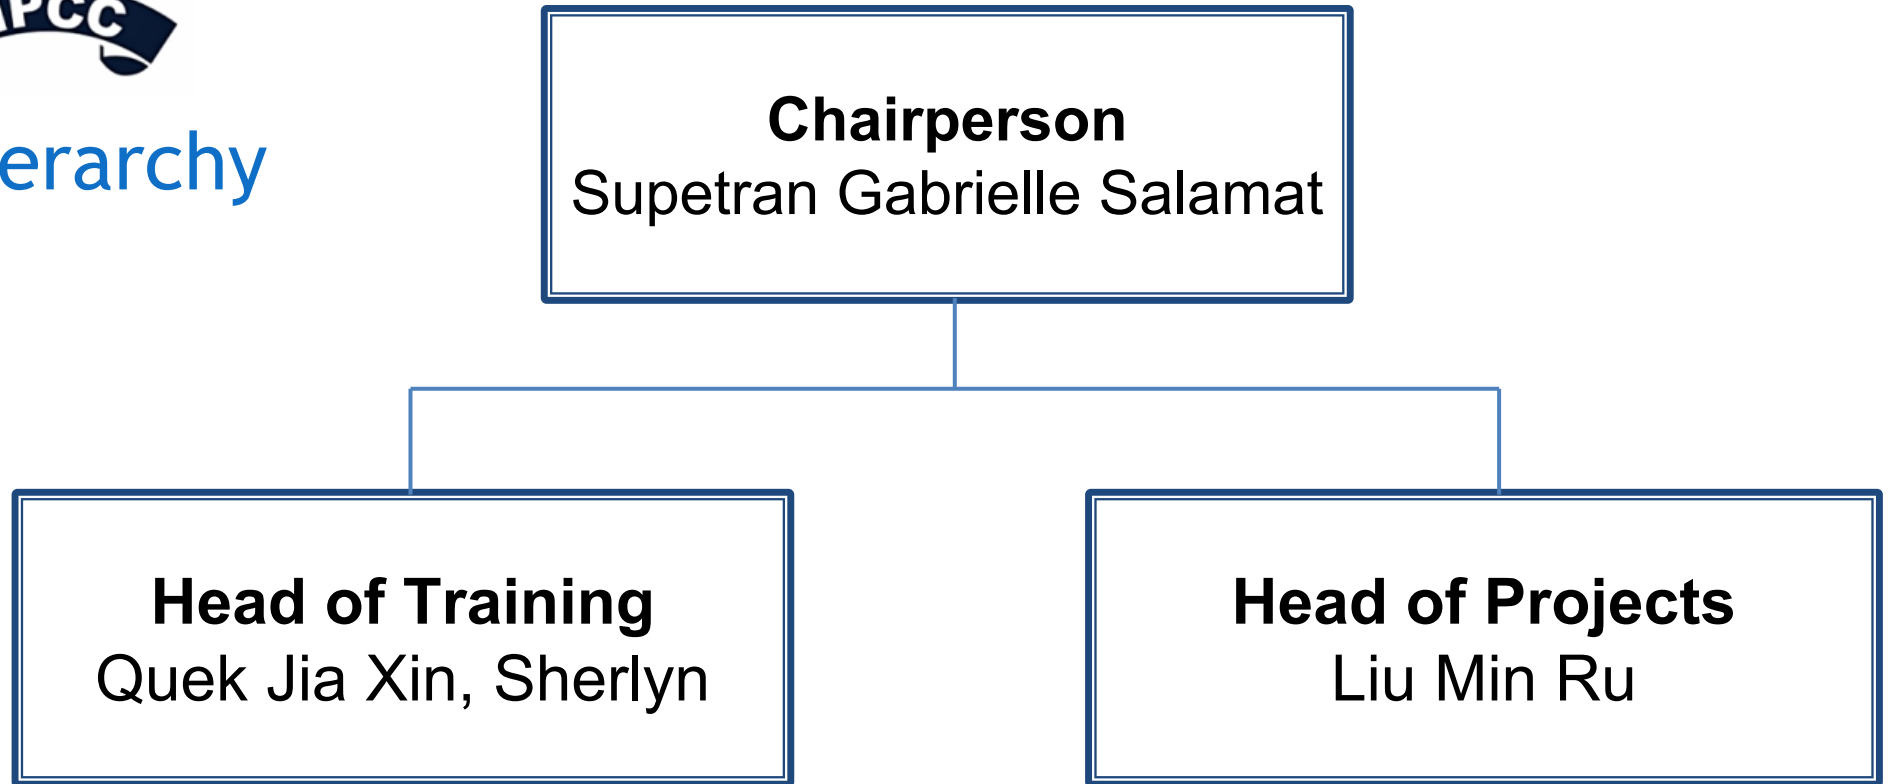 IPCC
erarchy
Chairperson
Supetran Gabrielle Salamat
Head of Training
Quek Jia Xin, Sherlyn
Head of Projects
Liu Min Ru